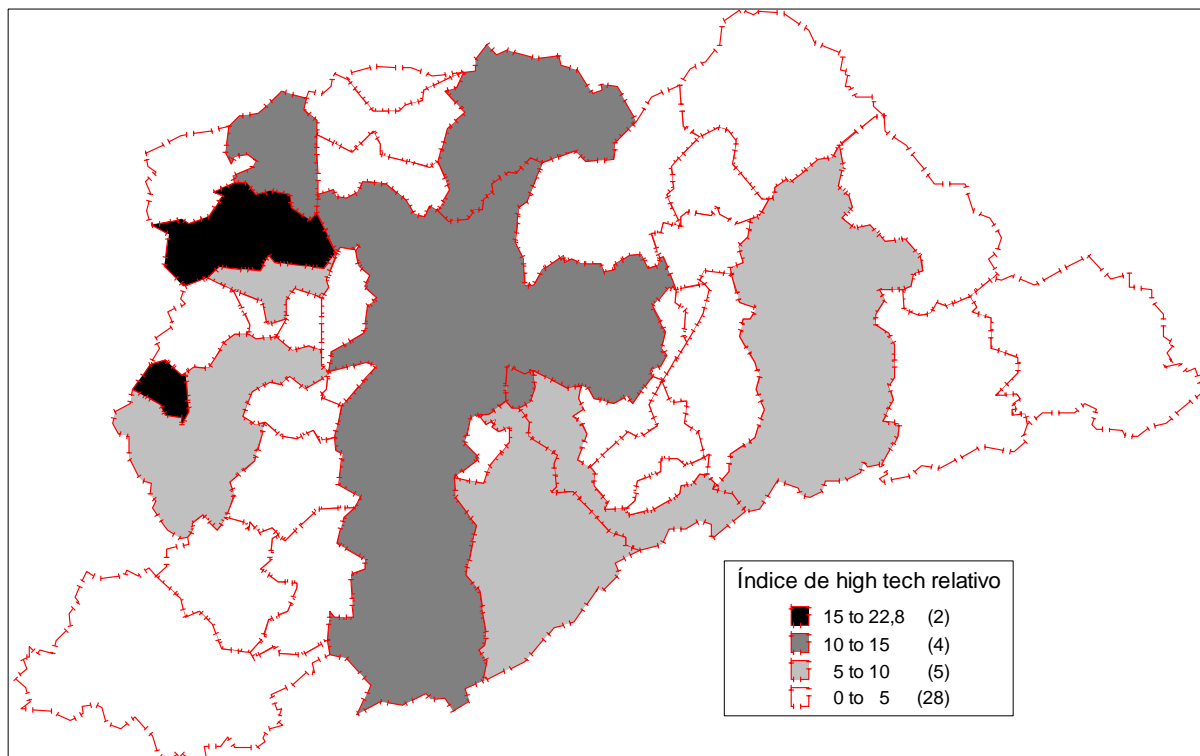 Índice de high tech relativo
15 to 22,8 (2)
10 to 15 (4)
5 to 10 (5)
0 to 5 (28)